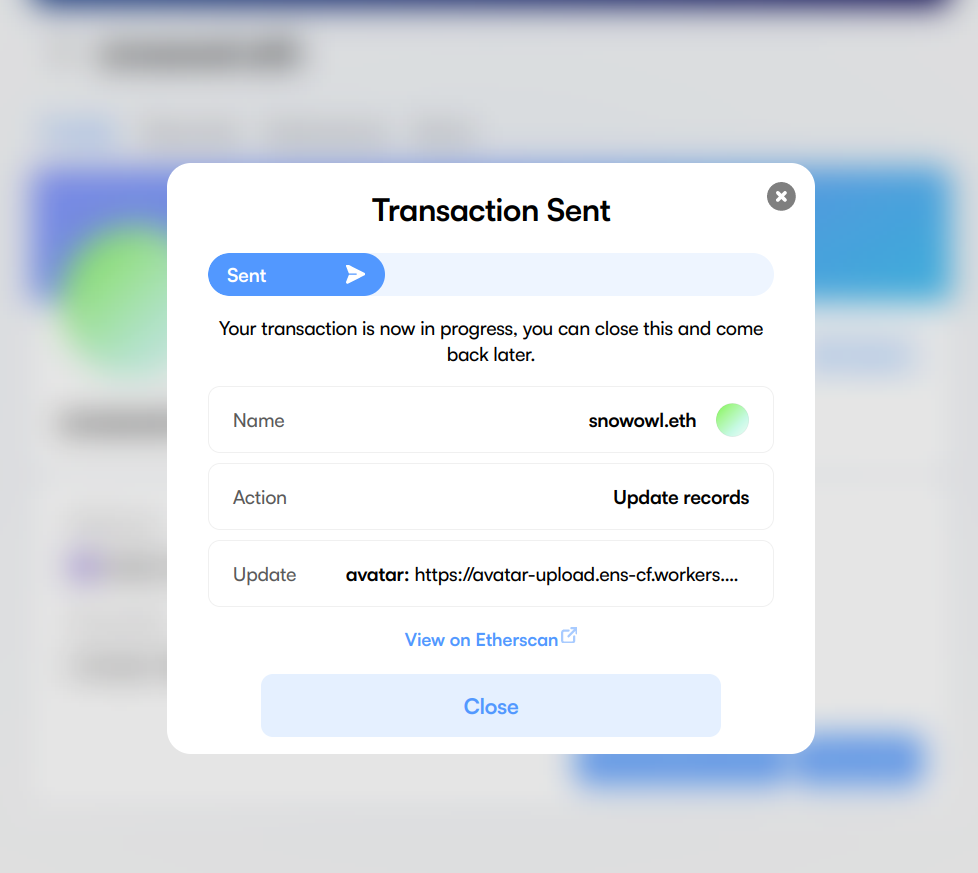 Transaction Sent
Sent
Your transaction is now in progress, you can close this and come
back later.
Name snowowl.eth
Action Update records
Update avatar: https://avatar-upload.ens-cf.workers....
View on Etherscan
Close